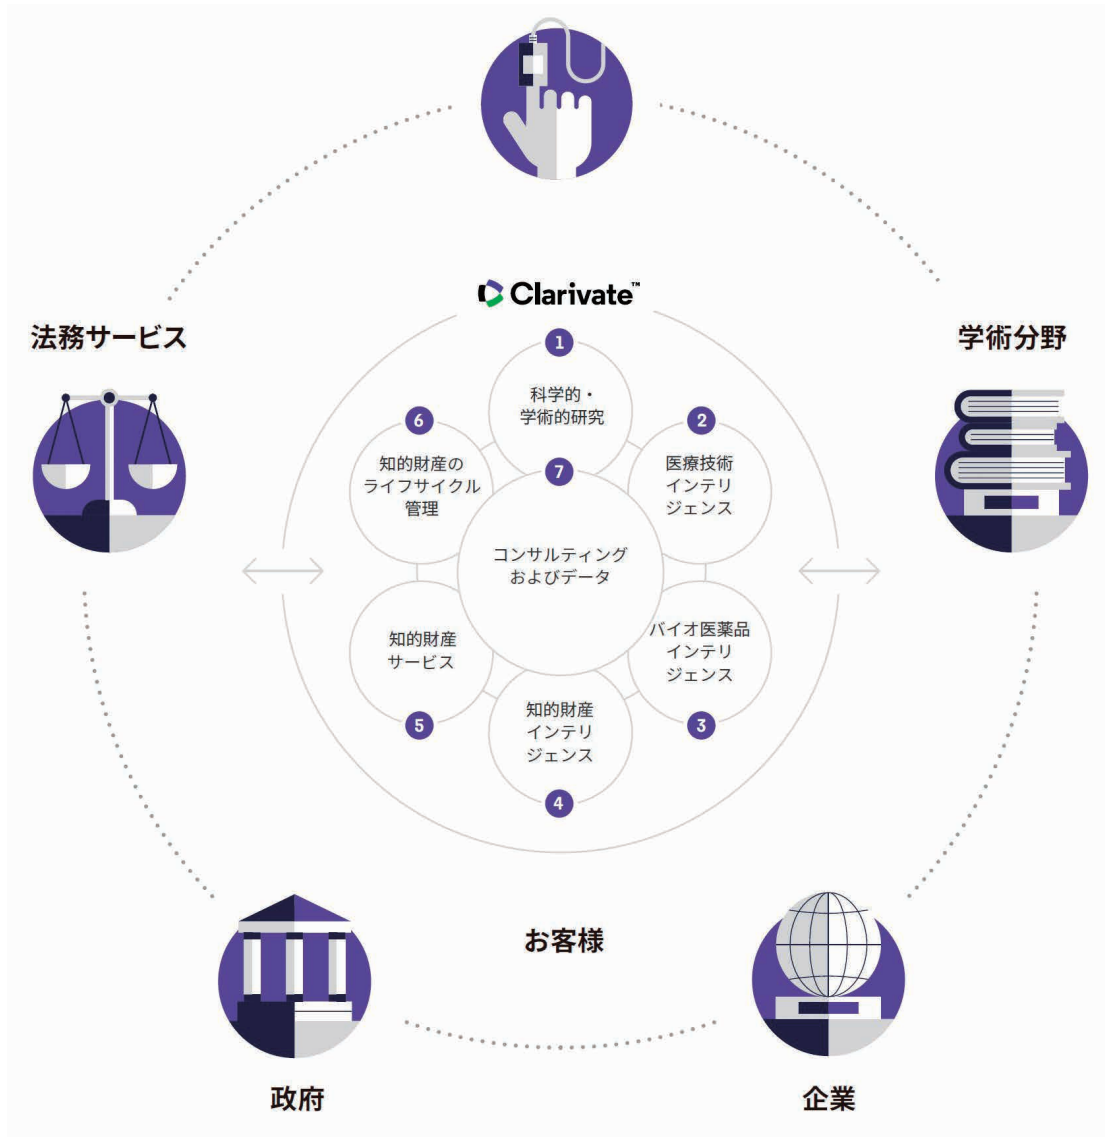 Clarivate™
法務サービス
学術分野
1
科学的・
学術的研究
2
医療技術
インテリ
ジェンス
3
バイオ医薬品
インテリ
ジェンス
4
知的財産
インテリ
ジェンス
5
知的財産
サービス
6
知的財産の
ライフサイクル
管理
7
コンサルティング
およびデータ
お客様
政府
企業